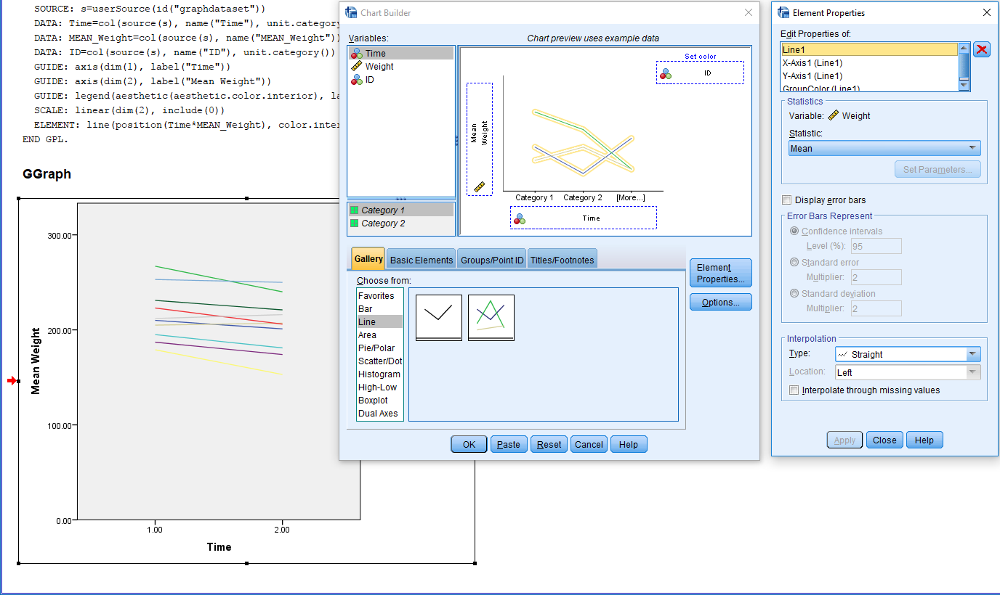 SOURCE: s=userSource(id("graphdataset"))
DATA: Time=col(source(s), name("Time"), unit.category
DATA: MEAN_Weight=col(source(s), name("MEAN_Weight"))
DATA: ID=col(source(s), name("ID"), unit.category())
GUIDE: axis(dim(1), label("Time"))
GUIDE: axis(dim(2), label("Mean Weight"))
GUIDE: legend(aesthetic(aesthetic.color.interior), la
SCALE: linear(dim(2), include(0))
ELEMENT: line(position(Time*MEAN_Weight), color.inte
END GPL.
GGraph
300.00
200.00
100.00
0.00
Mean Weight
1.00
2.00
Time
Chart Builder
Variables:
Time
Weight
ID
Category 1
Category 2
Chart preview uses example data
Set color
ID
Mean
Weight
Category 1
Category 2
[More...]
Time
Gallery
Basic Elements
Groups/Point ID
Titles/Footnotes
Choose from:
Favorites
Bar
Line
Area
Pie/Polar
Scatter/Dot
Histogram
High-Low
Boxplot
Dual Axes
Element
Properties...
Options...
OK
Paste
Reset
Cancel
Help
Element Properties
Edit Properties of:
Line1
X-Axis1 (Line1)
Y-Axis1 (Line1)
GroupColor (Line1)
Statistics
Variable: Weight
Statistic:
Mean
Set Parameters...
Display error bars
Error Bars Represent
Confidence intervals
Level (%): 95
Standard error
Multiplier: 2
Standard deviation
Multiplier: 2
Interpolation
Type: Straight
Location: Left
Interpolate through missing values
Apply
Close
Help